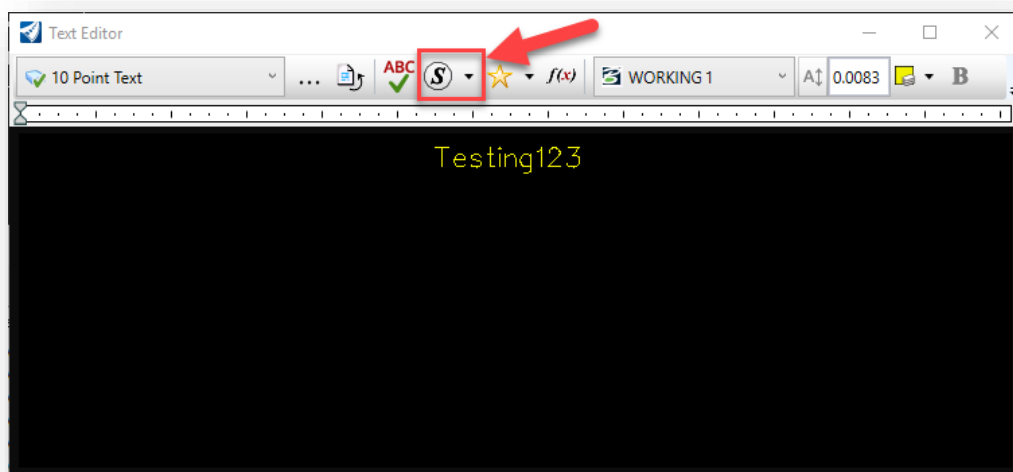 Text Editor
10 Point Text ... ABC S f(x) WORKING 1 A 0.0083 B
Testing123